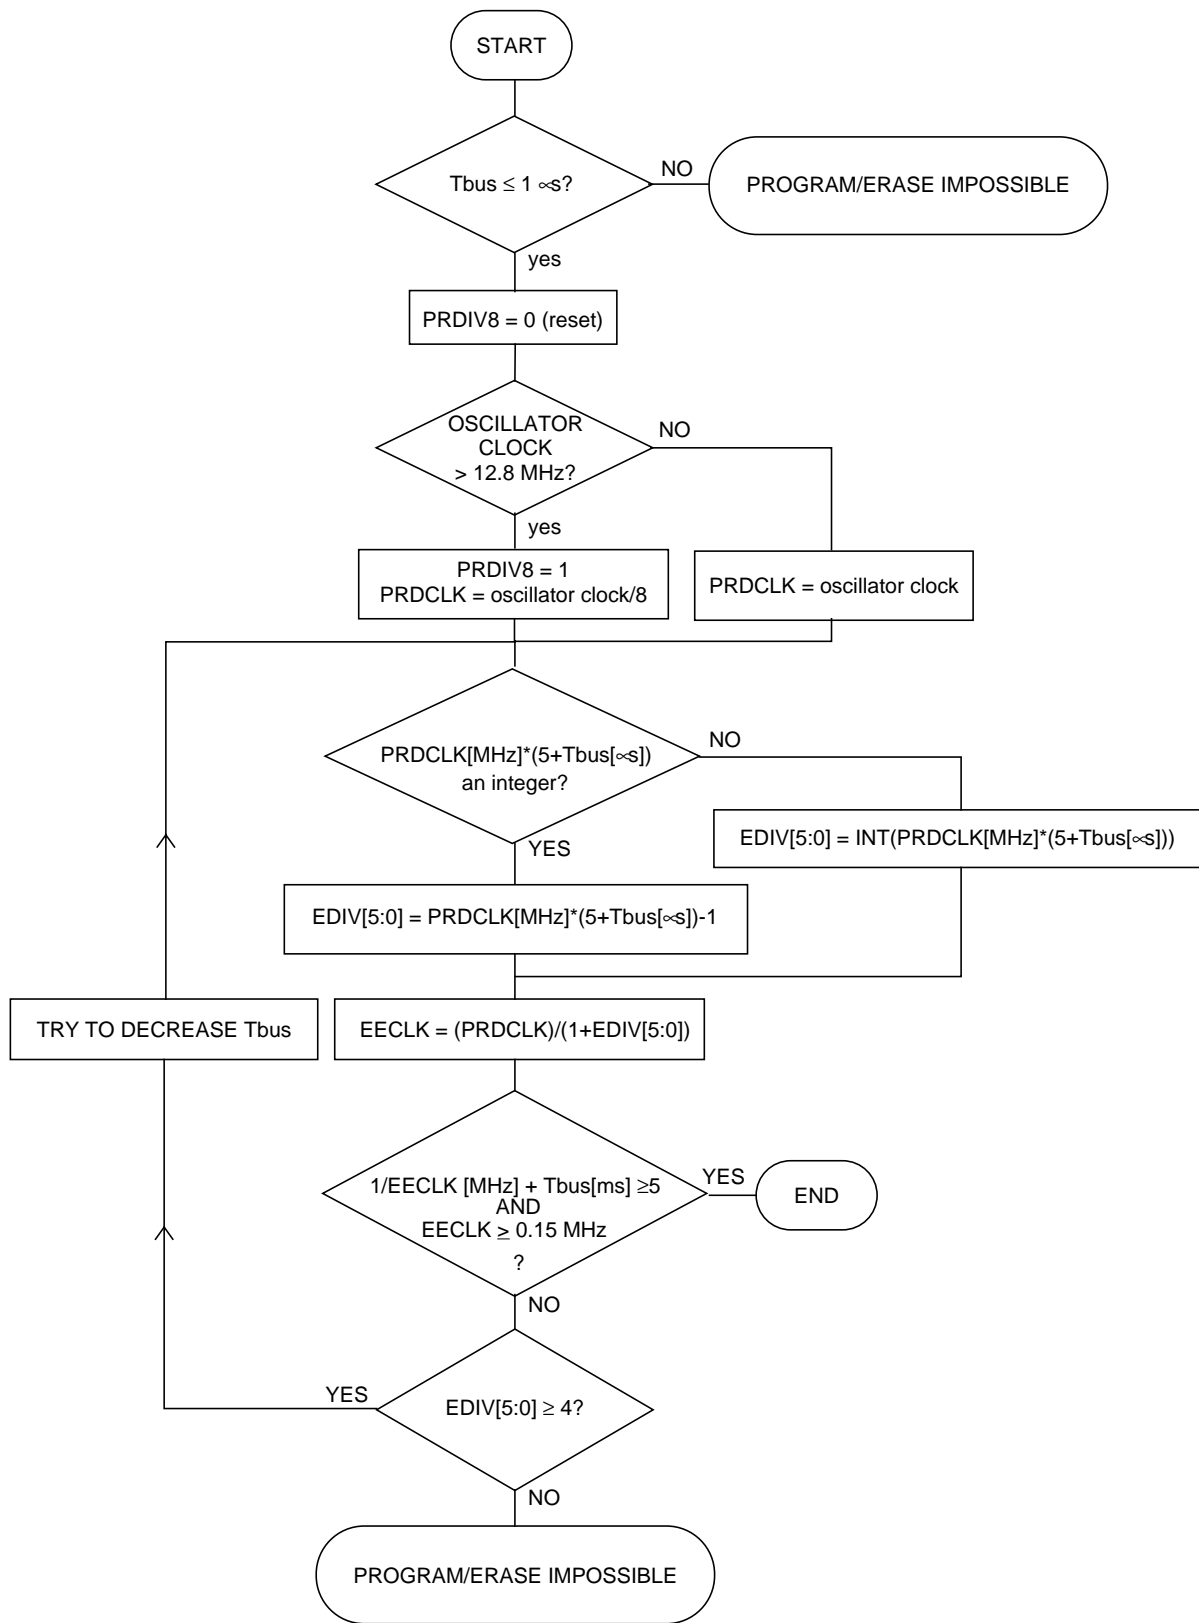 START
Tbus ≤ 1 ∝s?
NO
PROGRAM/ERASE IMPOSSIBLE
yes
PRDIV8 = 0 (reset)
OSCILLATOR
CLOCK
> 12.8 MHz?
NO
yes
PRDIV8 = 1
PRDCLK = oscillator clock/8
PRDCLK = oscillator clock
PRDCLK[MHz]*(5+Tbus[∝s])
an integer?
NO
YES
EDIV[5:0] = INT(PRDCLK[MHz]*(5+Tbus[∝s]))
EDIV[5:0] = PRDCLK[MHz]*(5+Tbus[∝s])-1
TRY TO DECREASE Tbus
EECLK = (PRDCLK)/(1+EDIV[5:0])
1/EECLK [MHz] + Tbus[ms] ≥5
AND
EECLK ≥ 0.15 MHz
?
YES
END
NO
EDIV[5:0] ≥ 4?
YES
NO
PROGRAM/ERASE IMPOSSIBLE